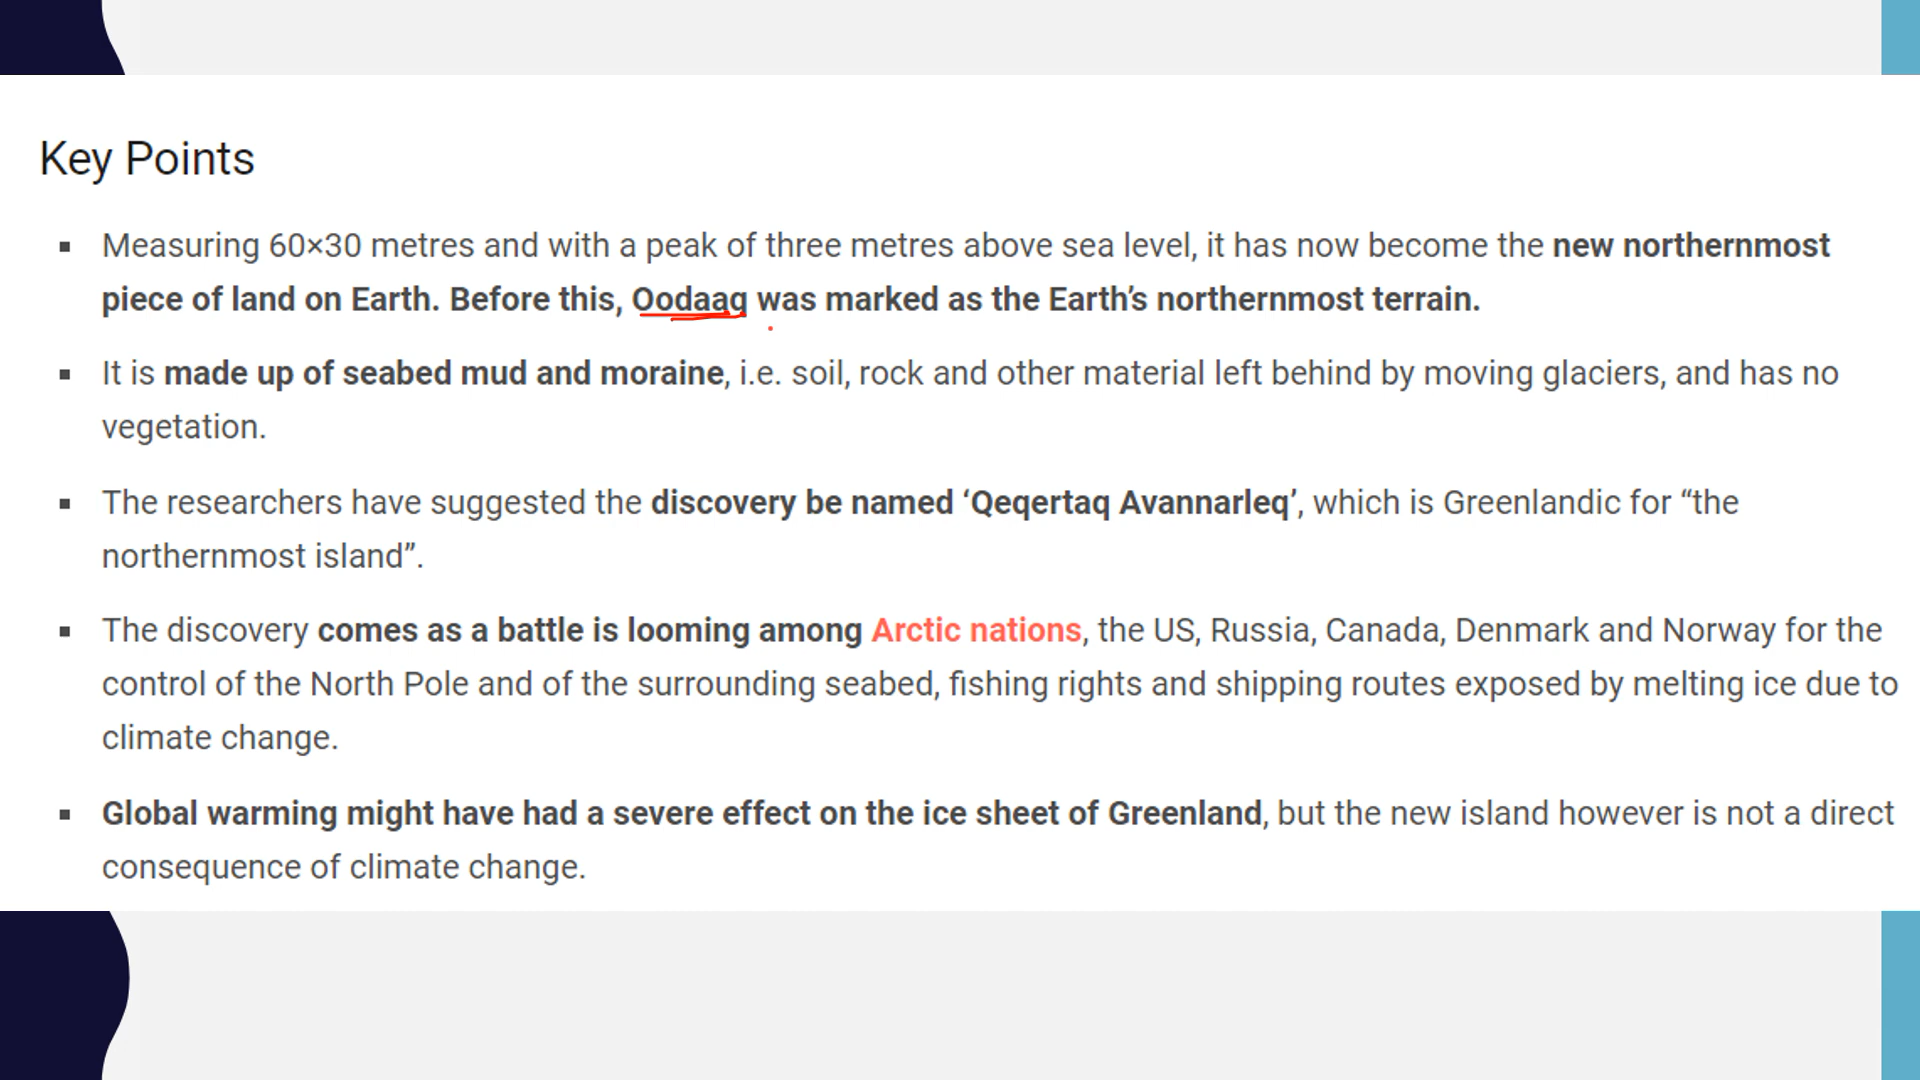 Key Points
Measuring 60×30 metres and with a peak of three metres above sea level, it has now become the new northernmost
piece of land on Earth. Before this, Oodaaq was marked as the Earth’s northernmost terrain.
It is made up of seabed mud and moraine, i.e. soil, rock and other material left behind by moving glaciers, and has no
vegetation.
The researchers have suggested the discovery be named ‘Qeqertaq Avannarleq’, which is Greenlandic for “the
northernmost island”.
The discovery comes as a battle is looming among Arctic nations, the US, Russia, Canada, Denmark and Norway for the
control of the North Pole and of the surrounding seabed, fishing rights and shipping routes exposed by melting ice due to
climate change.
Global warming might have had a severe effect on the ice sheet of Greenland, but the new island however is not a direct
consequence of climate change.